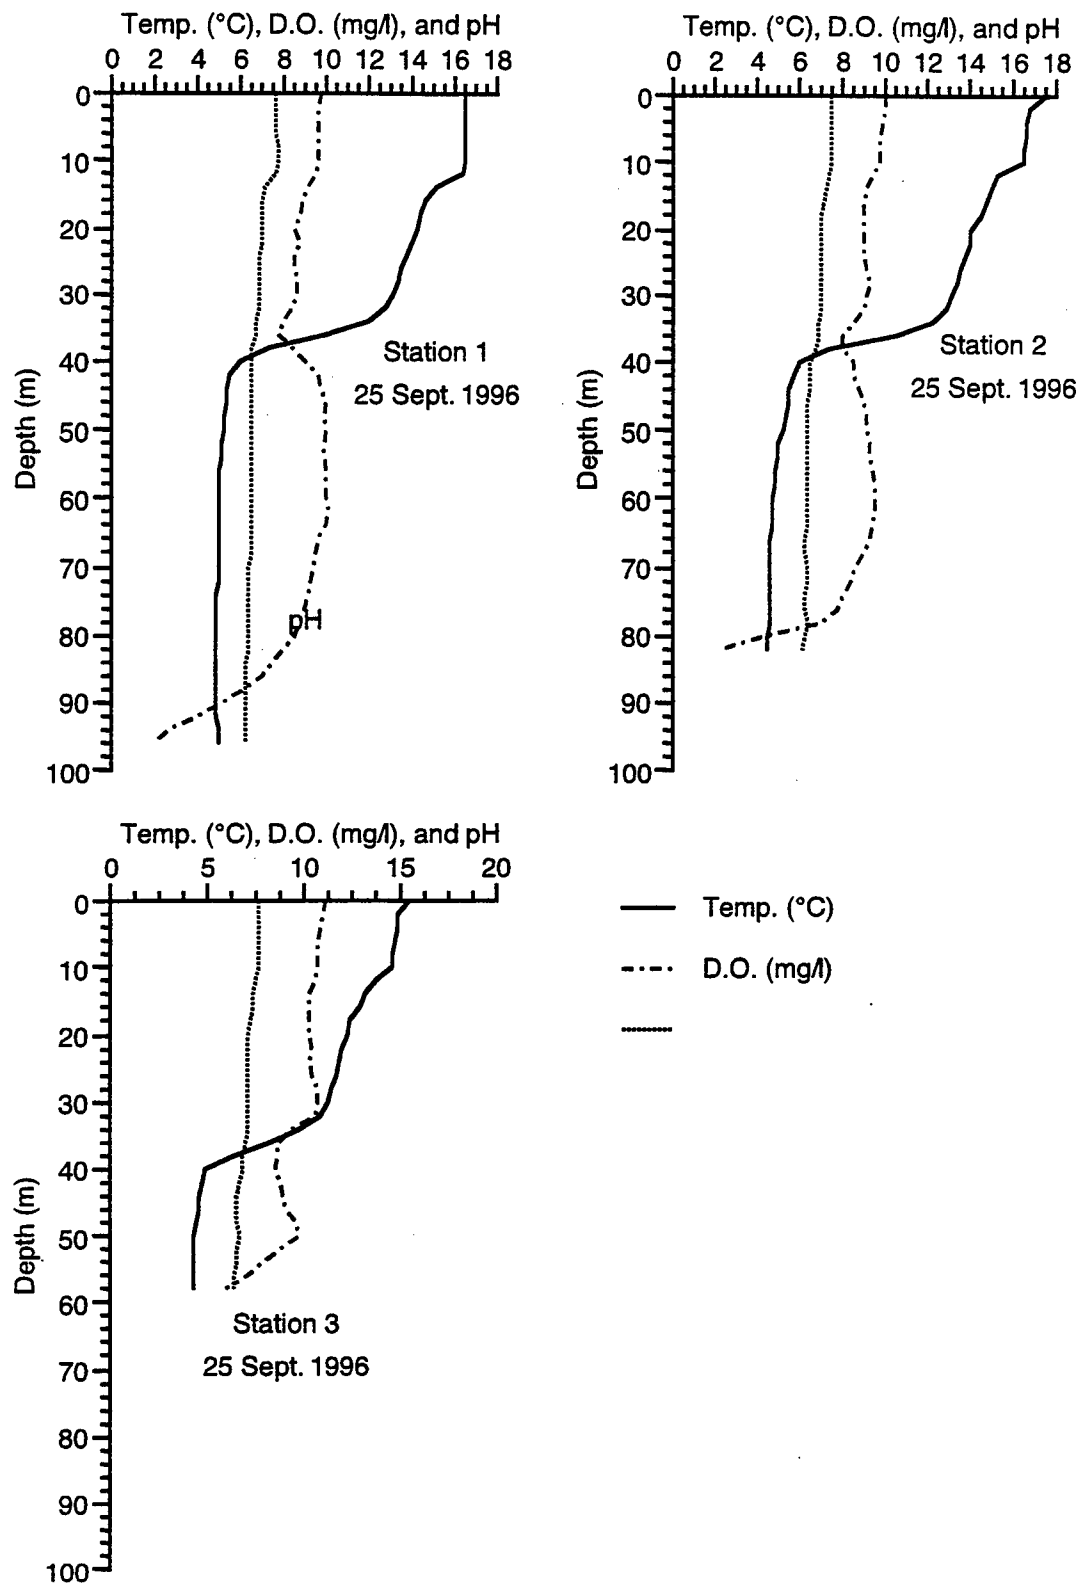 Temp. (°C), D.O. (mg/l), and pH
0 2 4 6 8 10 12 14 16 18
0
10
20
30
40
50
60
70
80
90
100
Depth (m)
Station 1
25 Sept. 1996
pH
Temp. (°C), D.O. (mg/l), and pH
0 2 4 6 8 10 12 14 16 18
0
10
20
30
40
50
60
70
80
90
100
Depth (m)
Station 2
25 Sept. 1996
Temp. (°C), D.O. (mg/l), and pH
0 5 10 15 20
0
10
20
30
40
50
60
70
80
90
100
Depth (m)
Station 3
25 Sept. 1996
Temp. (°C)
D.O. (mg/l)